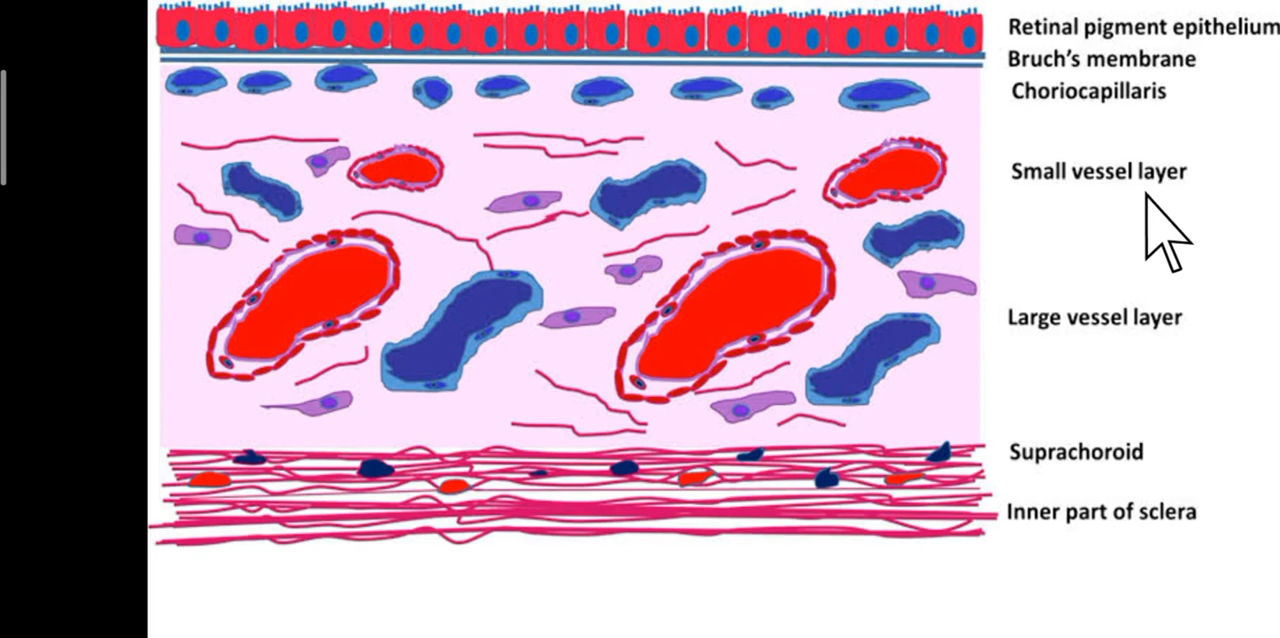 Retinal pigment epithelium
Bruch’s membrane
Choriocapillaris
Small vessel layer
Large vessel layer
Suprachoroid
Inner part of sclera